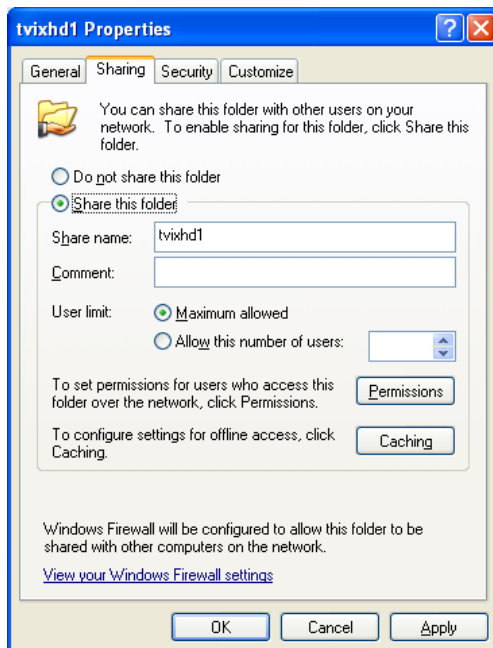 tvixhd1 Properties
General Sharing Security Customize
You can share this folder with other users on your
network. To enable sharing for this folder, click Share this
folder.
Do not share this folder
Share this folder
Share name: tvixhd1
Comment:
User limit: Maximum allowed
Allow this number of users:
To set permissions for users who access this
folder over the network, click Permissions.
Permissions
To configure settings for offline access, click
Caching.
Caching
Windows Firewall will be configured to allow this folder to be
shared with other computers on the network.
View your Windows Firewall settings
OK Cancel Apply